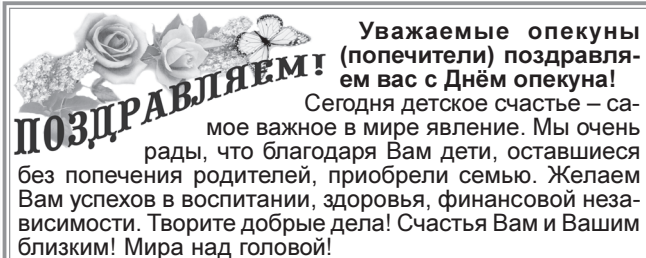 ПОЗДРАВЛЯЕМ!
Уважаемые опекуны
(попечители) поздравля-
ем вас с Днём опекуна!
Сегодня детское счастье – са-
мое важное в мире явление. Мы очень
рады, что благодаря Вам дети, оставшиеся
без попечения родителей, приобрели семью. Желаем
Вам успехов в воспитании, здоровья, финансовой неза-
висимости. Творите добрые дела! Счастья Вам и Вашим
близким! Мира над головой!